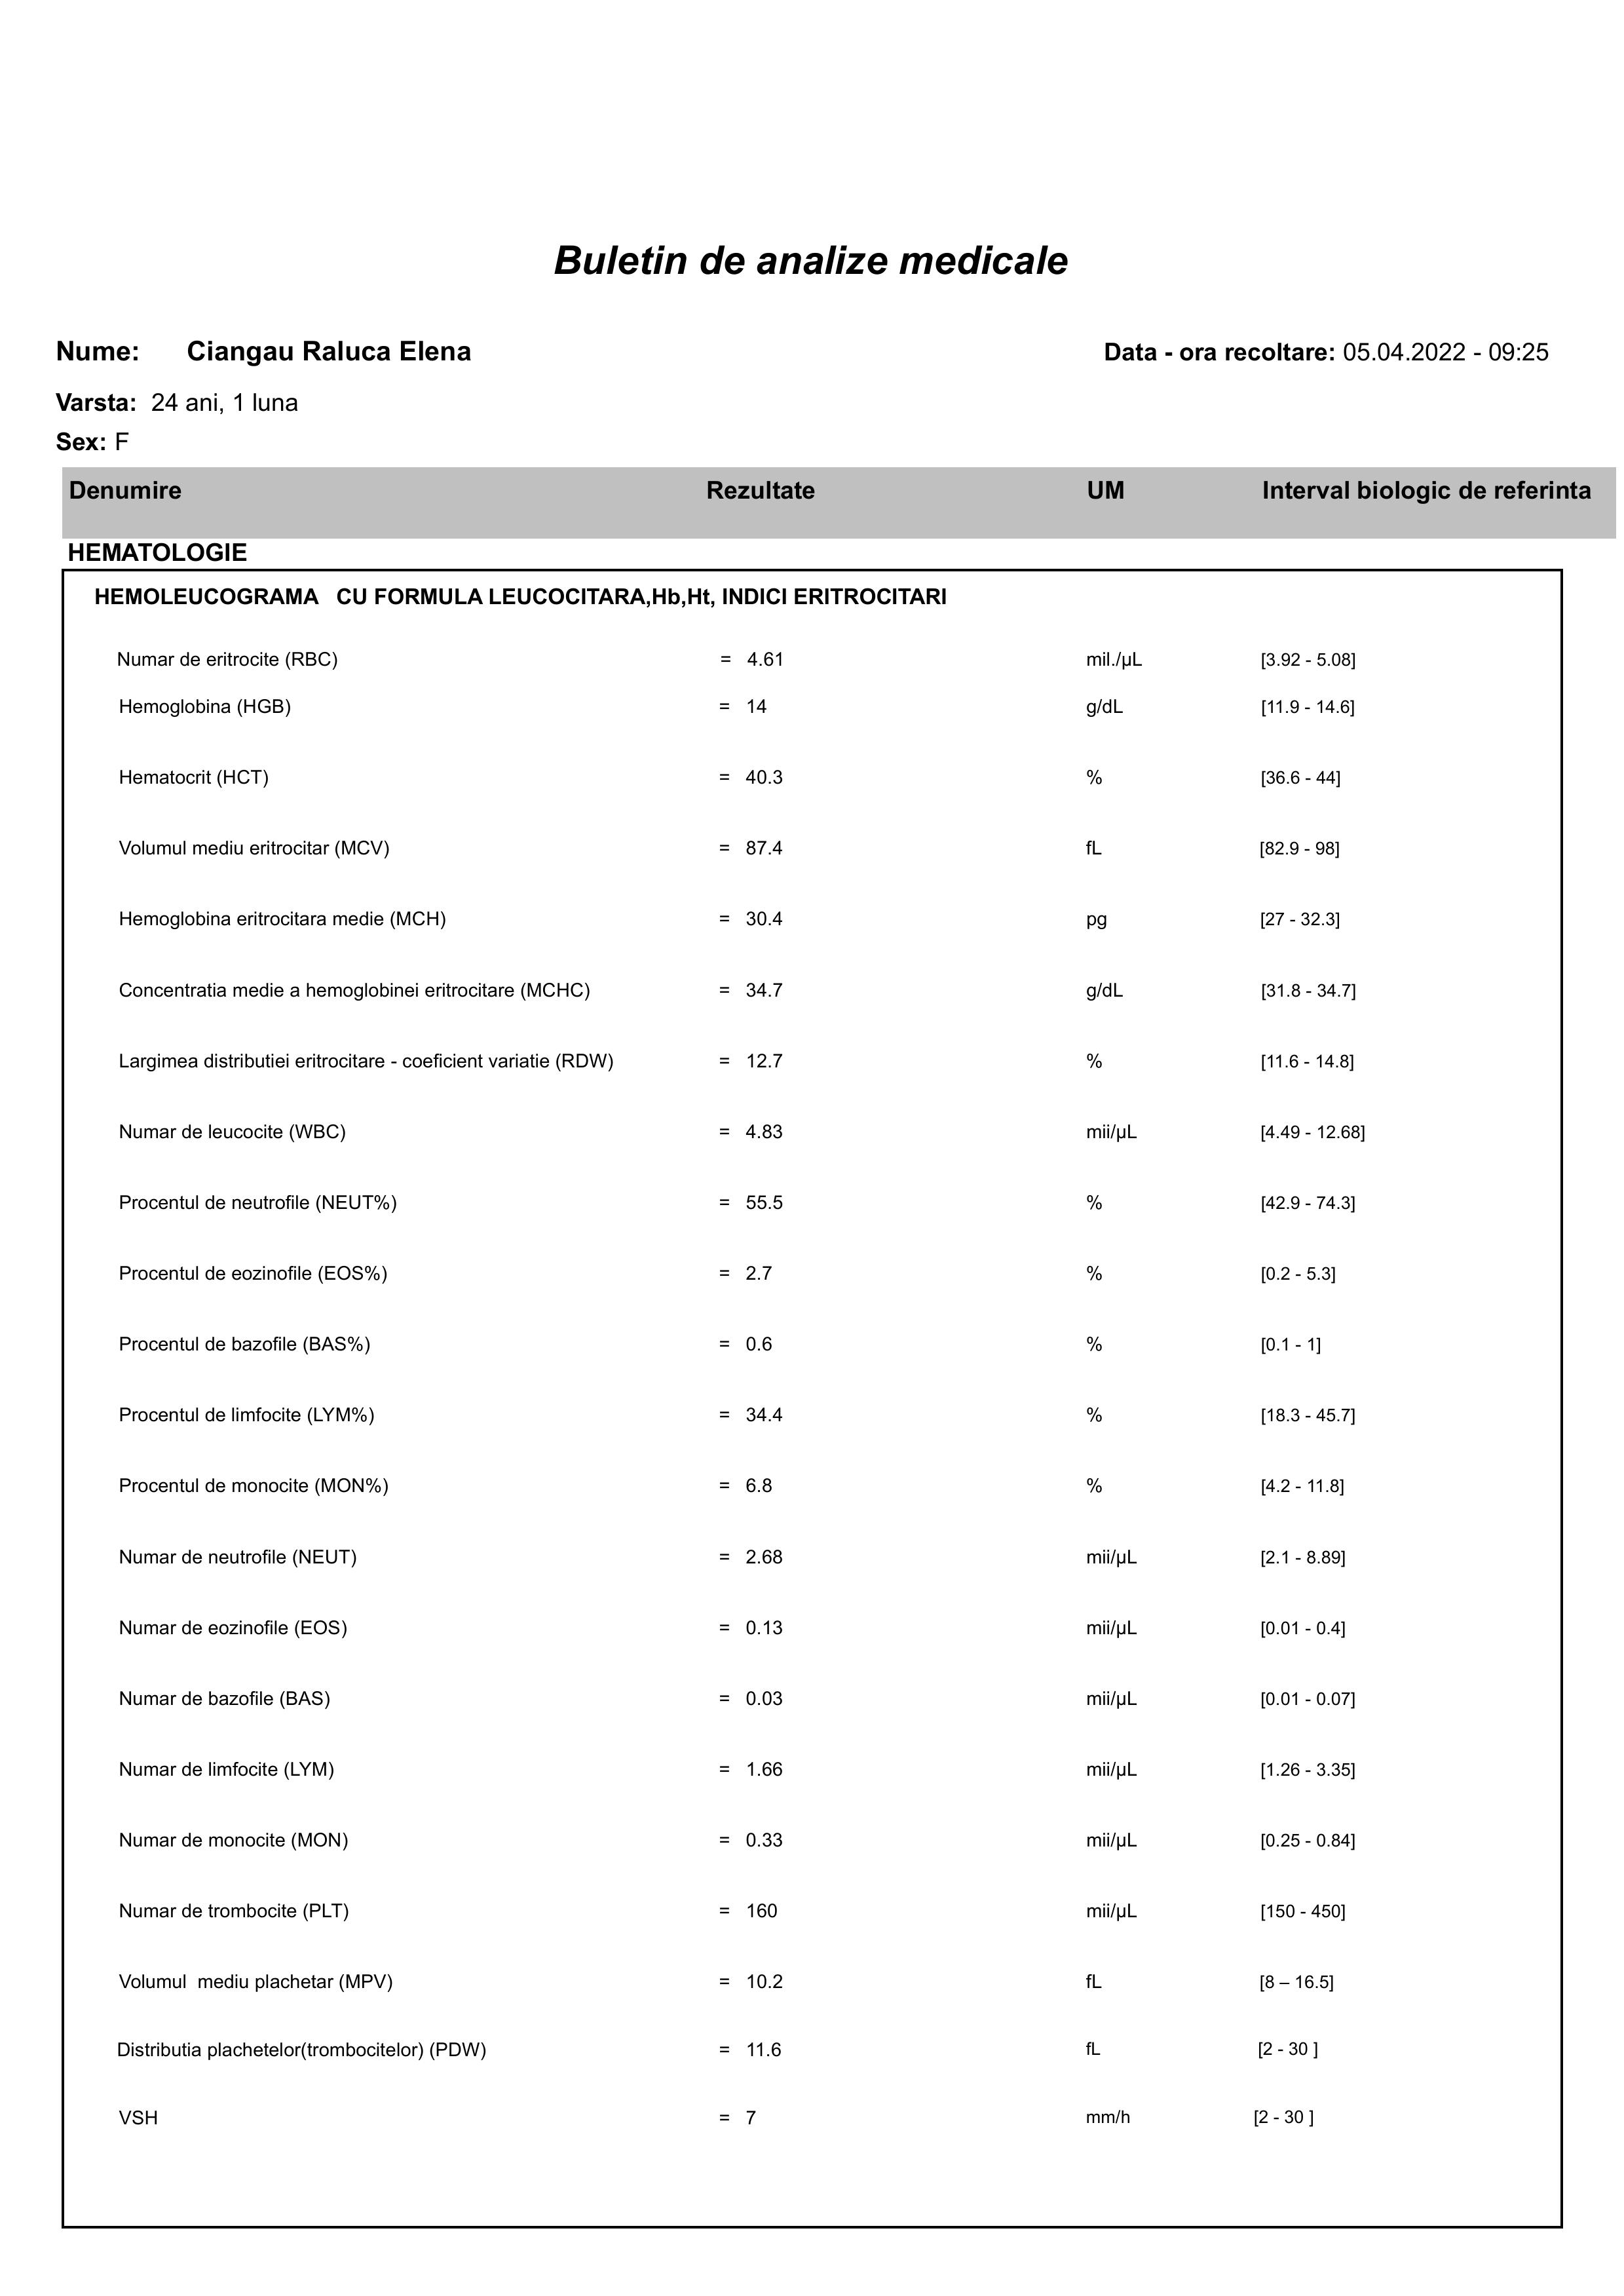 Buletin de analize medicale
Nume: Ciangau Raluca Elena Data - ora recoltare: 05.04.2022 - 09:25
Varsta: 24 ani, 1 luna
Sex: F
Denumire Rezultate UM Interval biologic de referinta
HEMATOLOGIE
HEMOLEUCOGRAMA CU FORMULA LEUCOCITARA,Hb,Ht, INDICI ERITROCITARI
Numar de eritrocite (RBC) = 4.61 mil./µL [3.92 - 5.08]
Hemoglobina (HGB) = 14 g/dL [11.9 - 14.6]
Hematocrit (HCT) = 40.3 % [36.6 - 44]
Volumul mediu eritrocitar (MCV) = 87.4 fL [82.9 - 98]
Hemoglobina eritrocitara medie (MCH) = 30.4 pg [27 - 32.3]
Concentratia medie a hemoglobinei eritrocitare (MCHC) = 34.7 g/dL [31.8 - 34.7]
Largimea distributiei eritrocitare - coeficient variatie (RDW) = 12.7 % [11.6 - 14.8]
Numar de leucocite (WBC) = 4.83 mii/µL [4.49 - 12.68]
Procentul de neutrofile (NEUT%) = 55.5 % [42.9 - 74.3]
Procentul de eozinofile (EOS%) = 2.7 % [0.2 - 5.3]
Procentul de bazofile (BAS%) = 0.6 % [0.1 - 1]
Procentul de limfocite (LYM%) = 34.4 % [18.3 - 45.7]
Procentul de monocite (MON%) = 6.8 % [4.2 - 11.8]
Numar de neutrofile (NEUT) = 2.68 mii/µL [2.1 - 8.89]
Numar de eozinofile (EOS) = 0.13 mii/µL [0.01 - 0.4]
Numar de bazofile (BAS) = 0.03 mii/µL [0.01 - 0.07]
Numar de limfocite (LYM) = 1.66 mii/µL [1.26 - 3.35]
Numar de monocite (MON) = 0.33 mii/µL [0.25 - 0.84]
Numar de trombocite (PLT) = 160 mii/µL [150 - 450]
Volumul mediu plachetar (MPV) = 10.2 fL [8 – 16.5]
Distributia plachetelor(trombocitelor) (PDW) = 11.6 fL [2 - 30 ]
VSH = 7 mm/h [2 - 30 ]